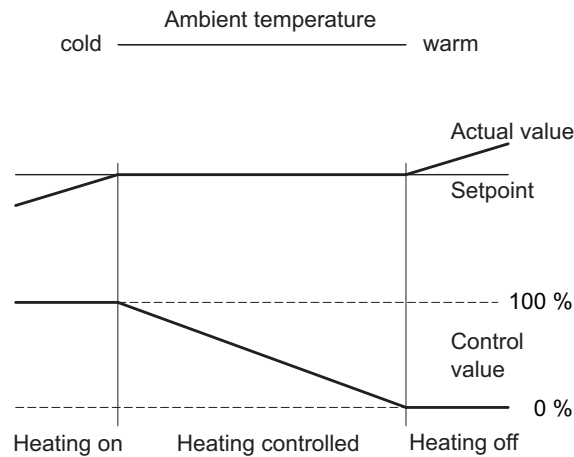 Ambient temperature
cold
warm
Actual value
Setpoint
100 %
Control
value
0 %
Heating on
Heating controlled
Heating off